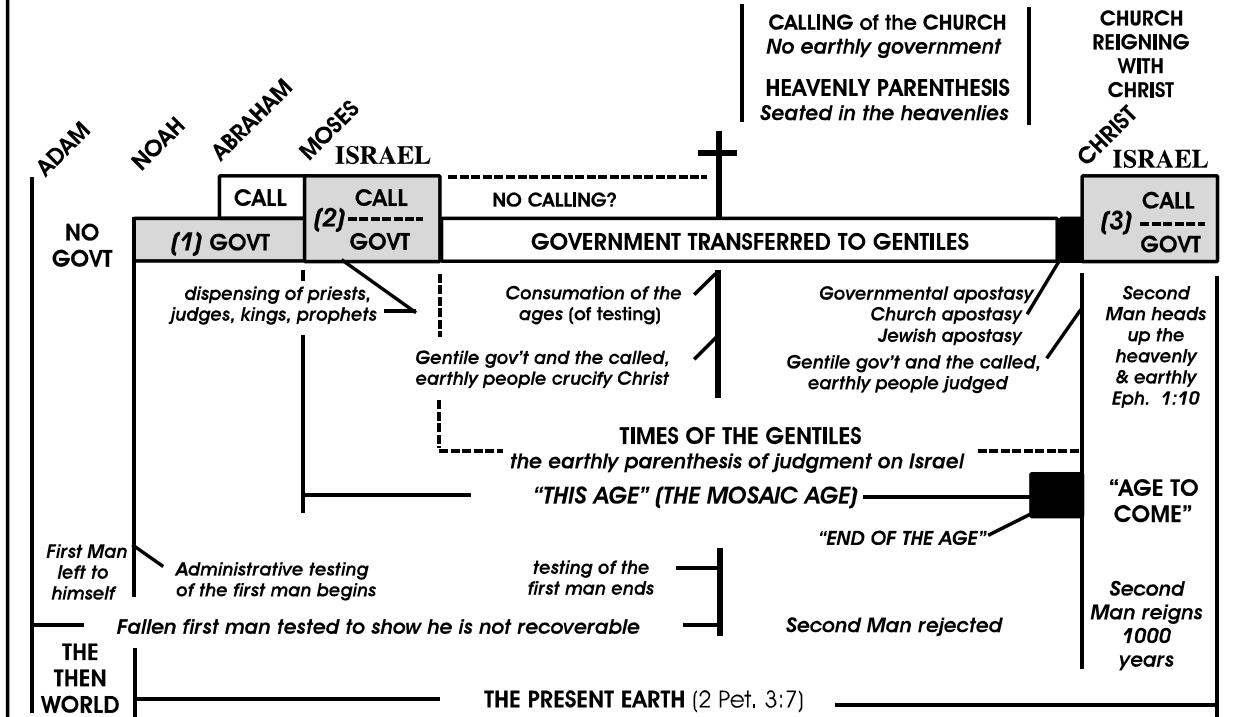 CALLING of the CHURCH
No earthly government
HEAVENLY PARENTHESIS
Seated in the heavenlies
CHURCH
REIGNING
WITH
CHRIST
ADAM
NOAH
ABRAHAM
MOSES
ISRAEL
CHRIST
ISRAEL
NO
GOVT
CALL
(1) GOVT
(2)
CALL
GOVT
NO CALLING?
GOVERNMENT TRANSFERRED TO GENTILES
(3)
CALL
GOVT
dispensing of priests,
judges, kings, prophets
Consumation of the
ages (of testing)
Gentile gov't and the called,
earthly people crucify Christ
Governmental apostasy
Church apostasy
Jewish apostasy
Gentile gov't and the called,
earthly people judged
Second
Man heads
up the
heavenly
& earthly
Eph. 1:10
TIMES OF THE GENTILES
the earthly parenthesis of judgment on Israel
“THIS AGE” (THE MOSAIC AGE)
“END OF THE AGE”
“AGE TO
COME”
First Man
left to
himself
Administrative testing
of the first man begins
testing of the
first man ends
Fallen first man tested to show he is not recoverable
Second Man rejected
Second
Man reigns
1000
years
THE
THEN
WORLD
THE PRESENT EARTH (2 Pet. 3:7)